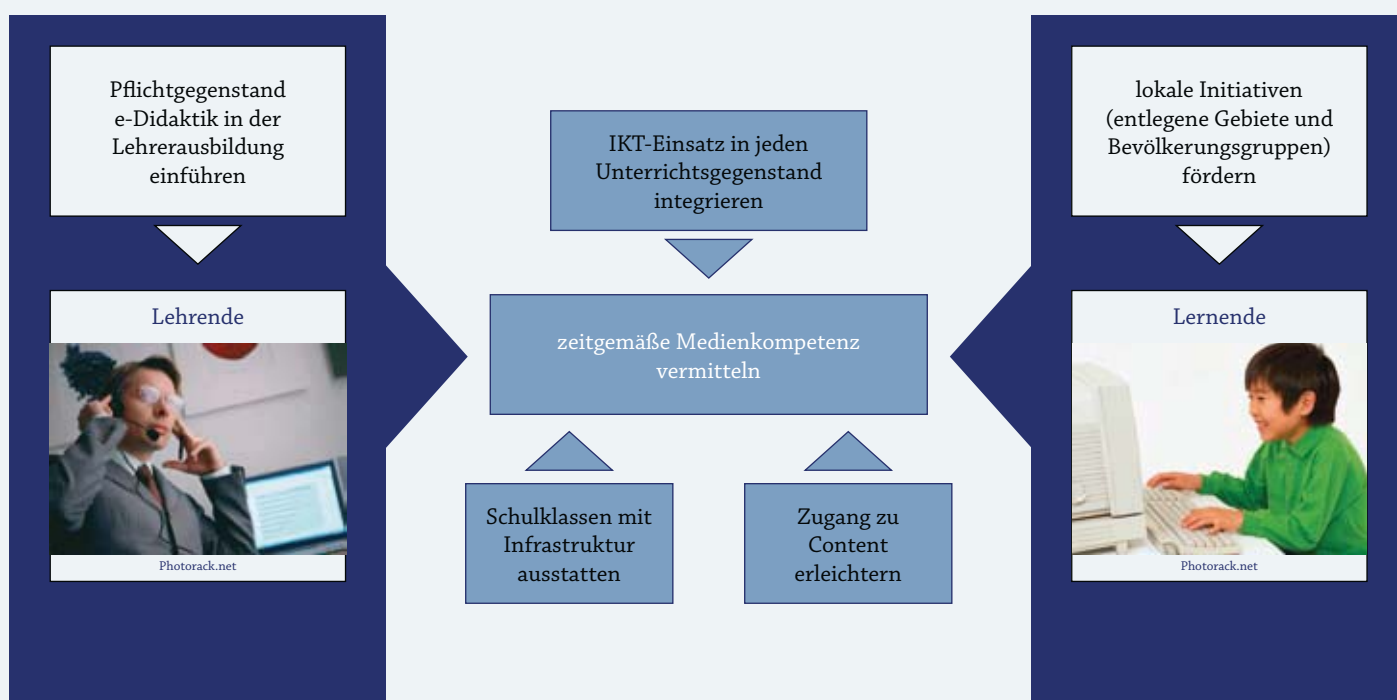 Pflichtgegenstand
e-Didaktik in der
Lehrerausbildung
einführen
Lehrende
Photorack.net
IKT-Einsatz in jeden
Unterrichtsgegenstand
integrieren
zeitgemäße Medienkompetenz
vermitteln
Schulklassen mit
Infrastruktur
ausstatten
Zugang zu
Content
erleichtern
lokale Initiativen
(entlegene Gebiete und
Bevölkerungsgruppen)
fördern
Lernende
Photorack.net